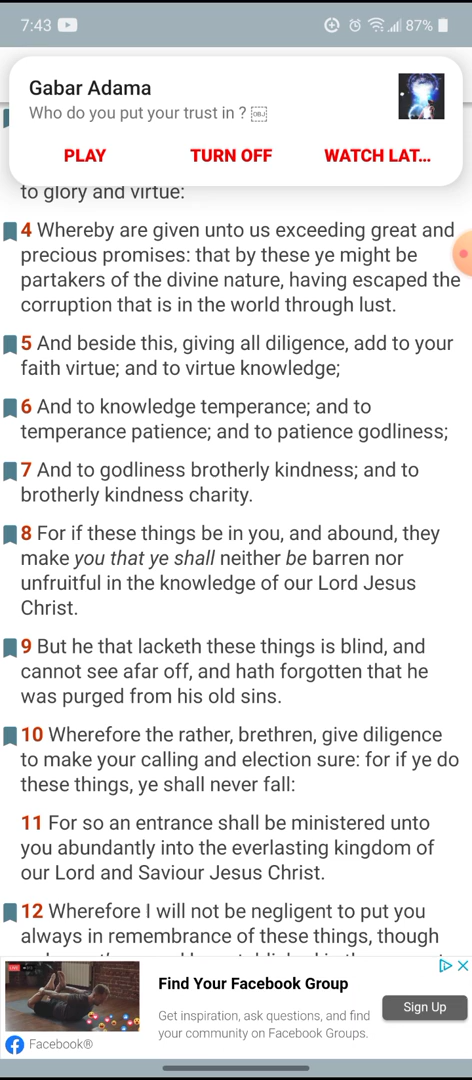 7:43
87%
Gabar Adama
Who do you put your trust in ? OBJ
PLAY TURN OFF WATCH LAT...
to glory and virtue:
4 Whereby are given unto us exceeding great and
precious promises: that by these ye might be
partakers of the divine nature, having escaped the
corruption that is in the world through lust.
5 And beside this, giving all diligence, add to your
faith virtue; and to virtue knowledge;
6 And to knowledge temperance; and to
temperance patience; and to patience godliness;
7 And to godliness brotherly kindness; and to
brotherly kindness charity.
8 For if these things be in you, and abound, they
make you that ye shall neither be barren nor
unfruitful in the knowledge of our Lord Jesus
Christ.
9 But he that lacketh these things is blind, and
cannot see afar off, and hath forgotten that he
was purged from his old sins.
10 Wherefore the rather, brethren, give diligence
to make your calling and election sure: for if ye do
these things, ye shall never fall:
11 For so an entrance shall be ministered unto
you abundantly into the everlasting kingdom of
our Lord and Saviour Jesus Christ.
12 Wherefore I will not be negligent to put you
always in remembrance of these things, though
LIVE
Find Your Facebook Group
Get inspiration, ask questions, and find
your community on Facebook Groups.
Sign Up
Facebook®